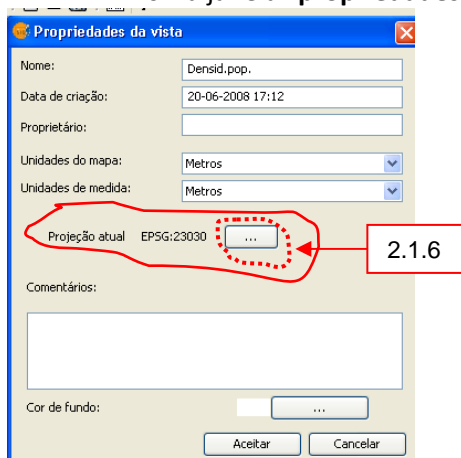 Propriedades da vista
Nome: Densid.pop.
Data de criação: 20-06-2008 17:12
Proprietário:
Unidades do mapa: Metros
Unidades de medida: Metros
Projeção atual EPSG:23030 ...
2.1.6
Comentários:
Cor de fundo: ...
Aceitar Cancelar